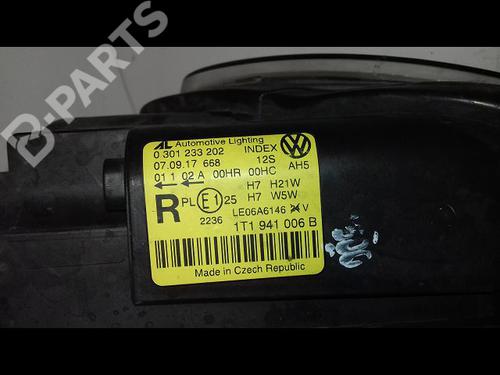 B-PARTS
AL Automotive Lighting
0 301 233 202 INDEX
07.09.17 668 12S
01 1 02 A 00HR 00HC AH5
H7 H21W
R PL E1 25 H7 W5W
2236 LE06A6146 V
1T1 941 006 B
Made in Czech Republic